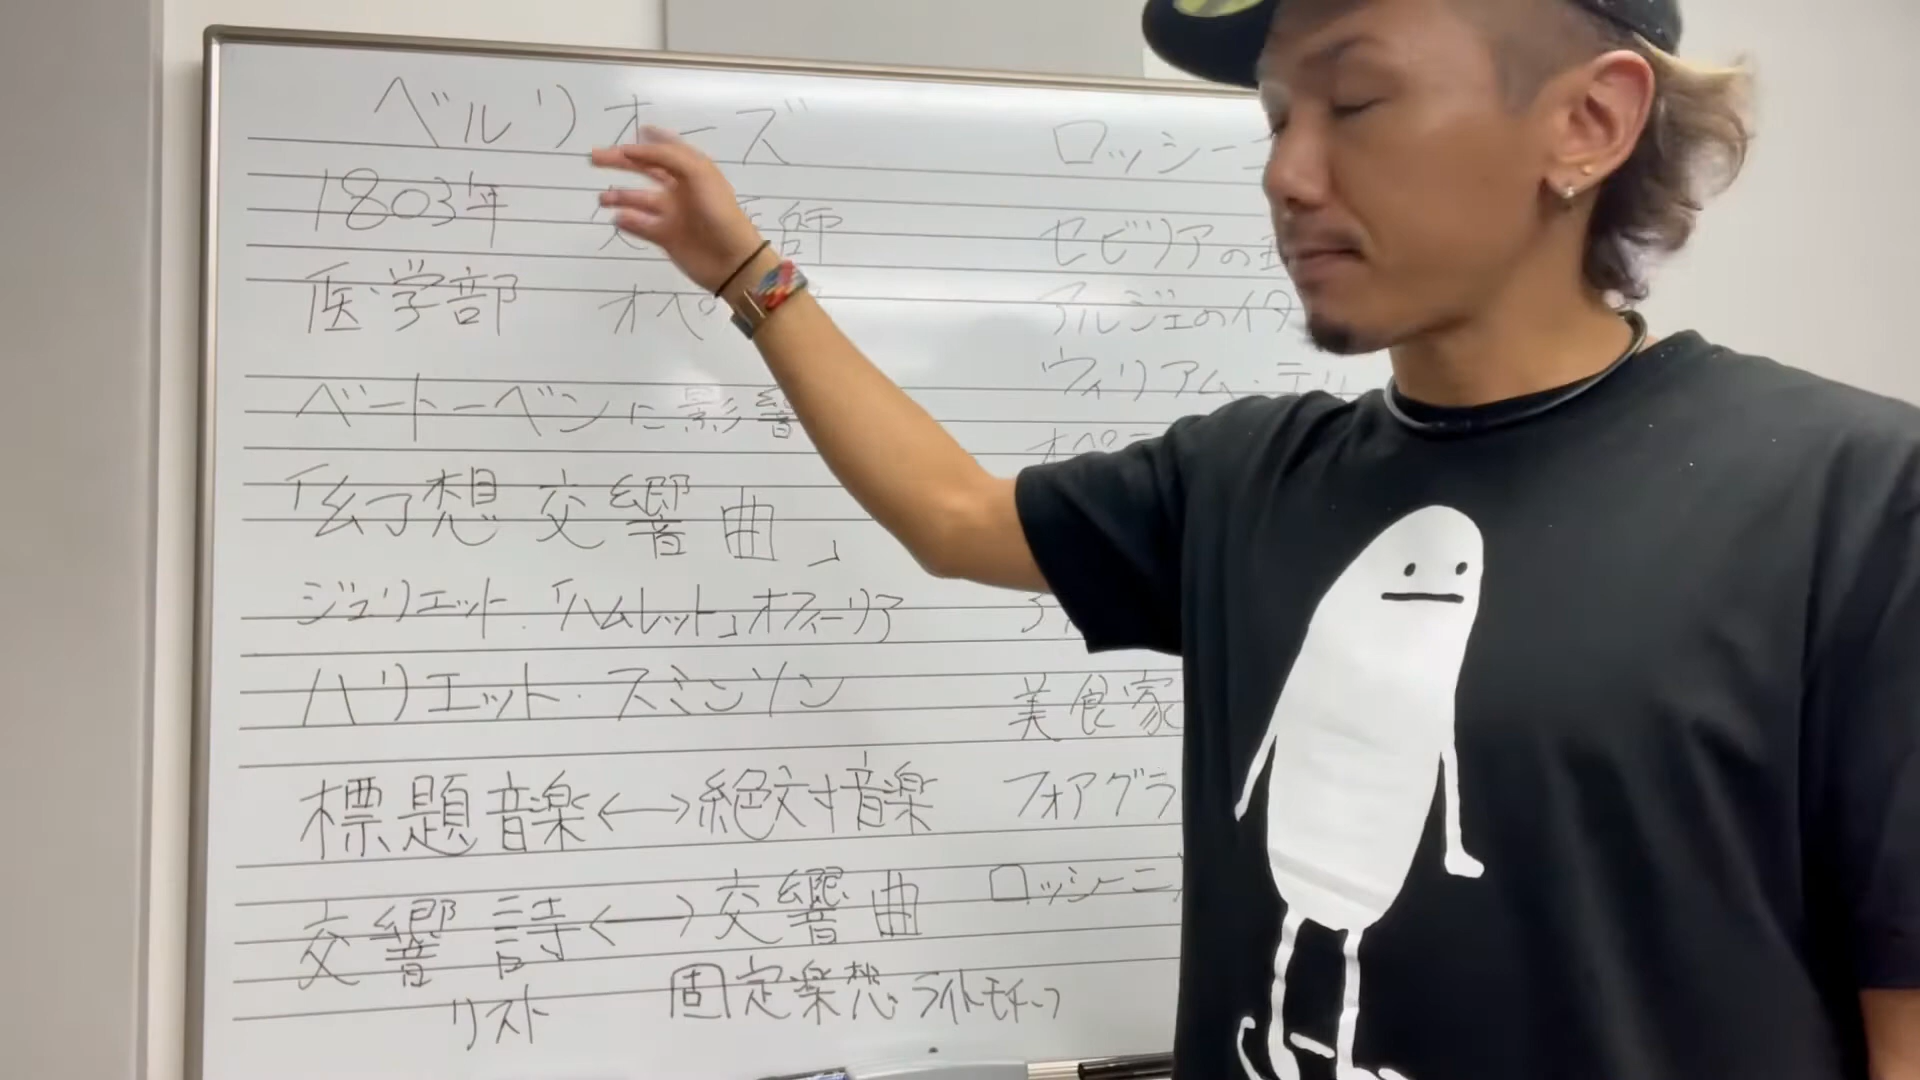 ベルリオーズ
1803年 父 医師
医学部 オペ
ベートーベンに影響
「幻想交響曲」
ジュリエット.「ハムレット」オフィーリア
ハリエット・スミンソン
標題音楽⟷絶対音楽
交響詩⟷交響曲
リスト 固定楽想 ライトモチーフ
ロッシーニ
セビリアの
アルジェのイタ
ウィリアム・テル
オペラ
美食家
フォアグラ
ロッシーニ